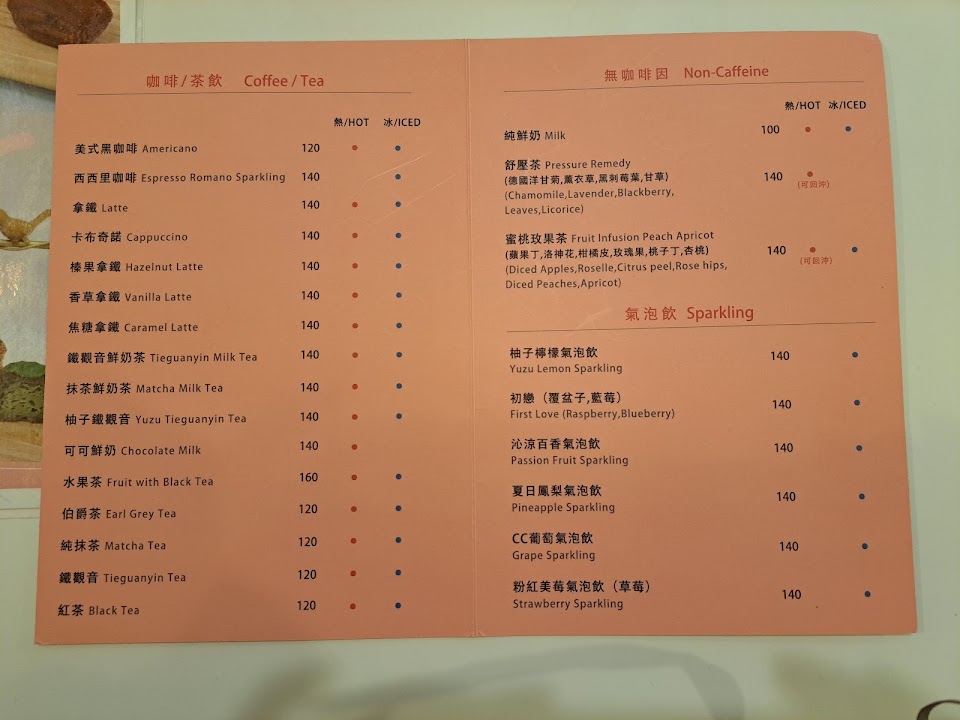 咖啡/茶飲 Coffee / Tea
熱/HOT 冰/ICED
美式黑咖啡 Americano 120
西西里咖啡 Espresso Romano Sparkling 140
拿鐵 Latte 140
卡布奇諾 Cappuccino 140
榛果拿鐵 Hazelnut Latte 140
香草拿鐵 Vanilla Latte 140
焦糖拿鐵 Caramel Latte 140
鐵觀音鮮奶茶 Tieguanyin Milk Tea 140
抹茶鮮奶茶 Matcha Milk Tea 140
柚子鐵觀音 Yuzu Tieguanyin Tea 140
可可鮮奶 Chocolate Milk 140
水果茶 Fruit with Black Tea 160
伯爵茶 Earl Grey Tea 120
純抹茶 Matcha Tea 120
鐵觀音 Tieguanyin Tea 120
紅茶 Black Tea 120
無咖啡因 Non-Caffeine
熱/HOT 冰/ICED
純鮮奶 Milk 100
舒壓茶 Pressure Remedy
(德國洋甘菊,薰衣草,黑刺莓葉,甘草) 140
(可回沖)
(Chamomile,Lavender,Blackberry,
Leaves,Licorice)
蜜桃玫果茶 Fruit Infusion Peach Apricot
(蘋果丁,洛神花,柑橘皮,玫瑰果,桃子丁,杏桃) 140
(可回沖)
(Diced Apples,Roselle,Citrus peel,Rose hips,
Diced Peaches,Apricot)
氣泡飲 Sparkling
柚子檸檬氣泡飲 140
Yuzu Lemon Sparkling
初戀（覆盆子,藍莓） 140
First Love (Raspberry,Blueberry)
沁涼百香氣泡飲 140
Passion Fruit Sparkling
夏日鳳梨氣泡飲 140
Pineapple Sparkling
CC葡萄氣泡飲 140
Grape Sparkling
粉紅美莓氣泡飲（草莓） 140
Strawberry Sparkling